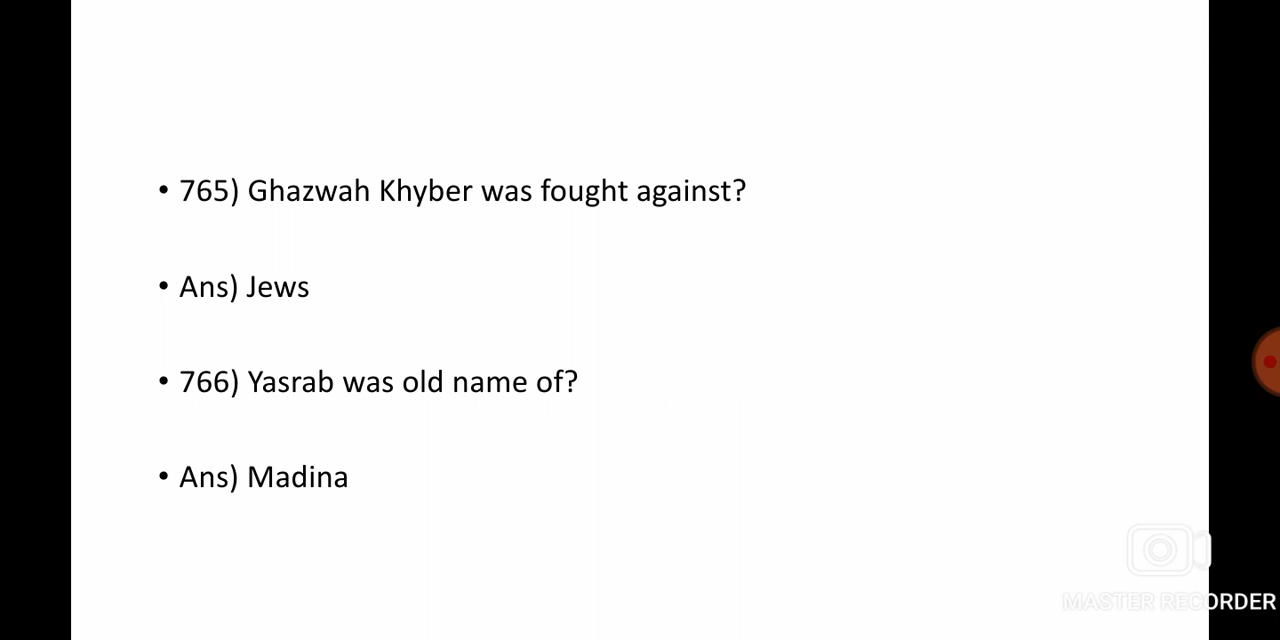 • 765) Ghazwah Khyber was fought against?
• Ans) Jews
• 766) Yasrab was old name of?
• Ans) Madina
MASTER RECORDER